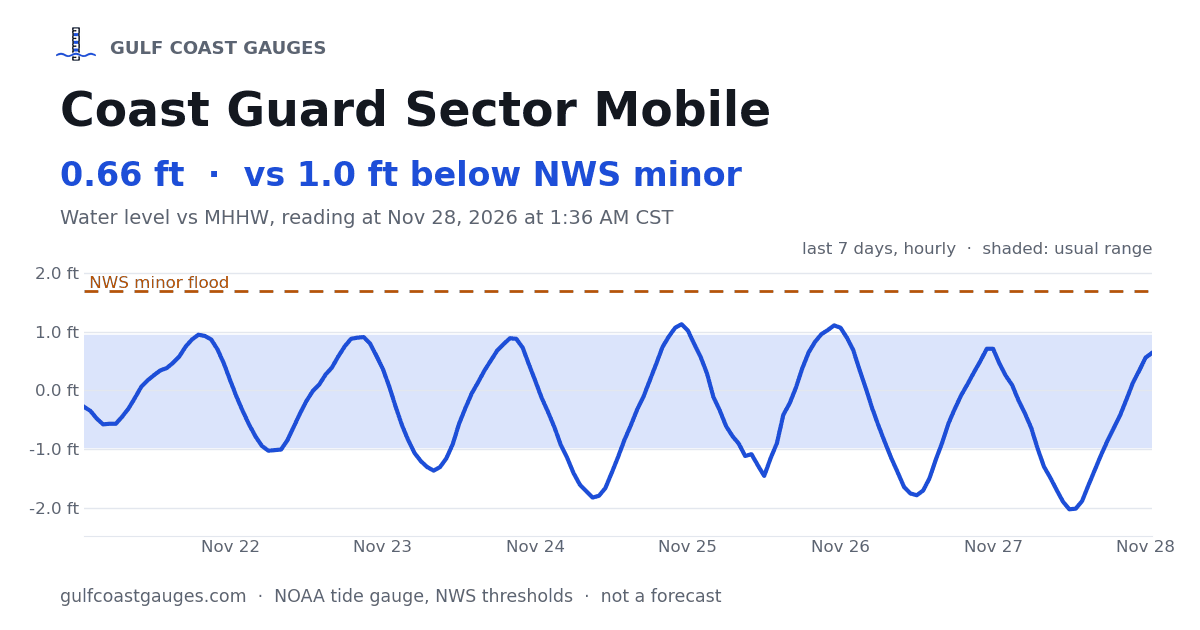 GULF COAST GAUGES
Coast Guard Sector Mobile
0.66 ft · vs 1.0 ft below NWS minor
Water level vs MHHW, reading at Nov 28, 2026 at 1:36 AM CST
last 7 days, hourly · shaded: usual range
2.0 ft
NWS minor flood
1.0 ft
0.0 ft
-1.0 ft
-2.0 ft
Nov 22 Nov 23 Nov 24 Nov 25 Nov 26 Nov 27 Nov 28
gulfcoastgauges.com · NOAA tide gauge, NWS thresholds · not a forecast